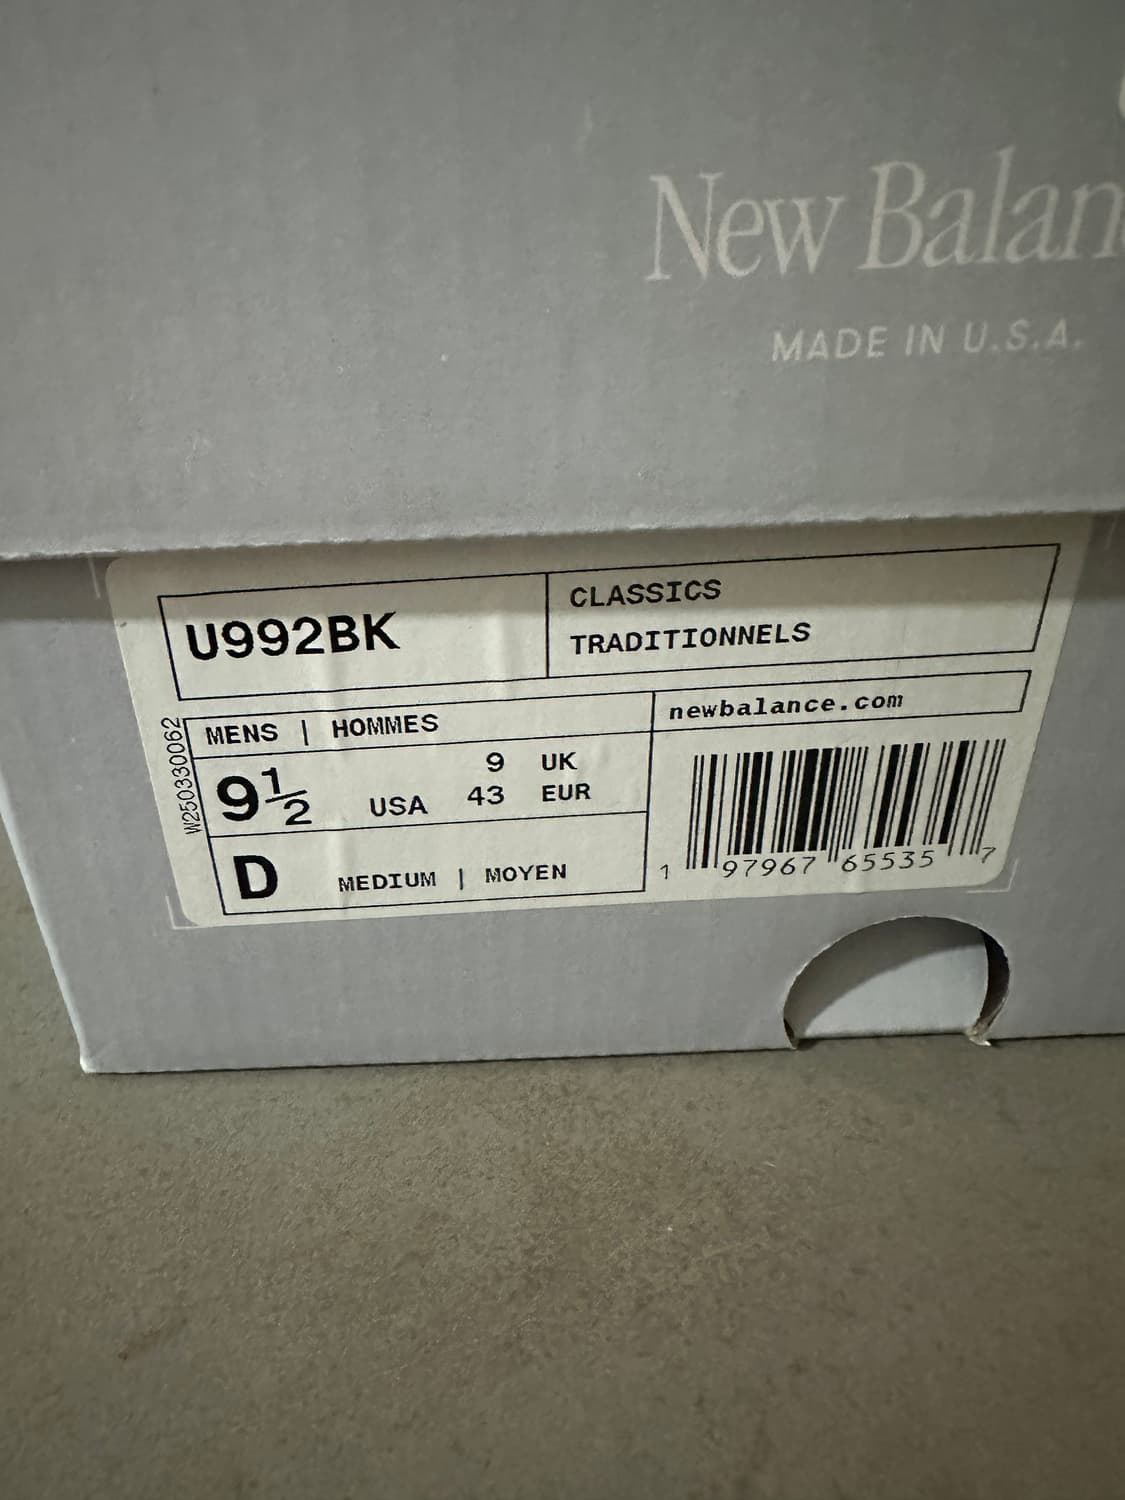 New Balan
MADE IN U.S.A.
U992BK
CLASSICS
TRADITIONNELS
MENS | HOMMES
newbalance.com
9½ USA
9 UK
43 EUR
D MEDIUM | MOYEN
1 97967 65535 7
W250330062